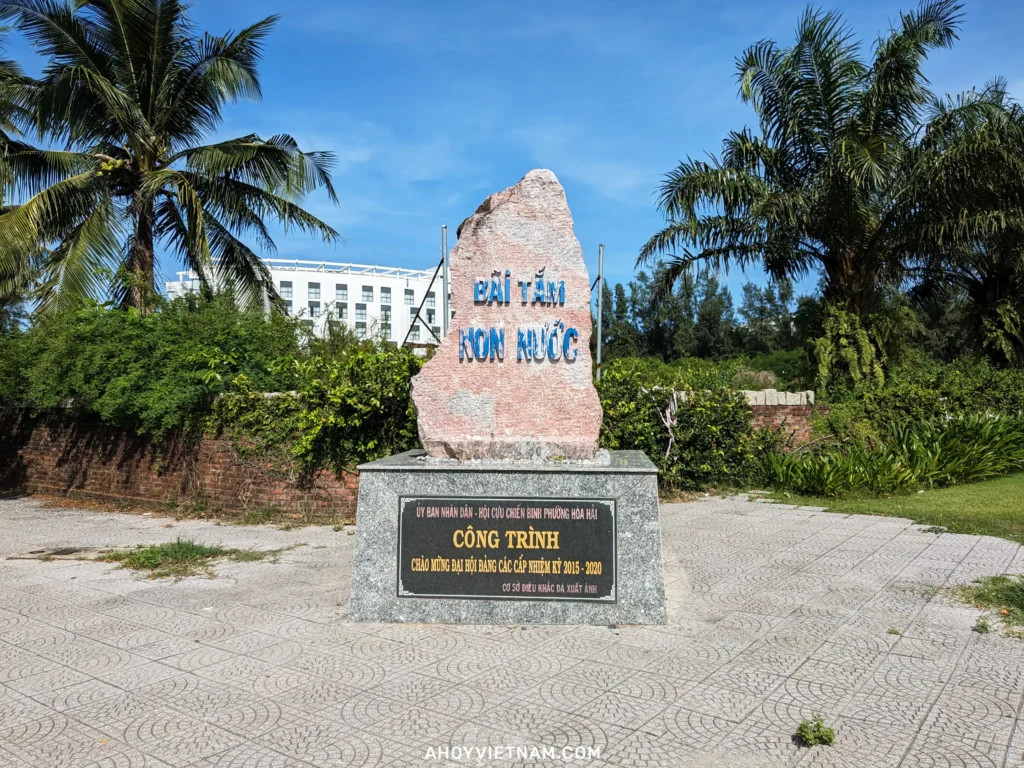 BÃI TẮM
NON NƯỚC
ỦY BAN NHÂN DÂN - HỘI CỰU CHIẾN BINH PHƯỜNG HÒA HẢI
CÔNG TRÌNH
CHÀO MỪNG ĐẠI HỘI ĐẢNG CÁC CẤP NHIỆM KỲ 2015 - 2020
CƠ SỞ ĐIÊU KHẮC ĐÁ XUẤT ÁNH
AHOYVIETNAM.COM